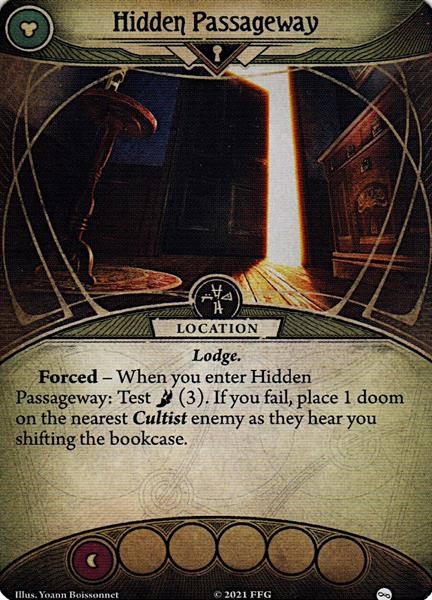 Hidden Passageway
LOCATION
Lodge.
Forced – When you enter Hidden
Passageway: Test (3). If you fail, place 1 doom
on the nearest Cultist enemy as they hear you
shifting the bookcase.
Illus. Yoann Boissonnet © 2021 FFG